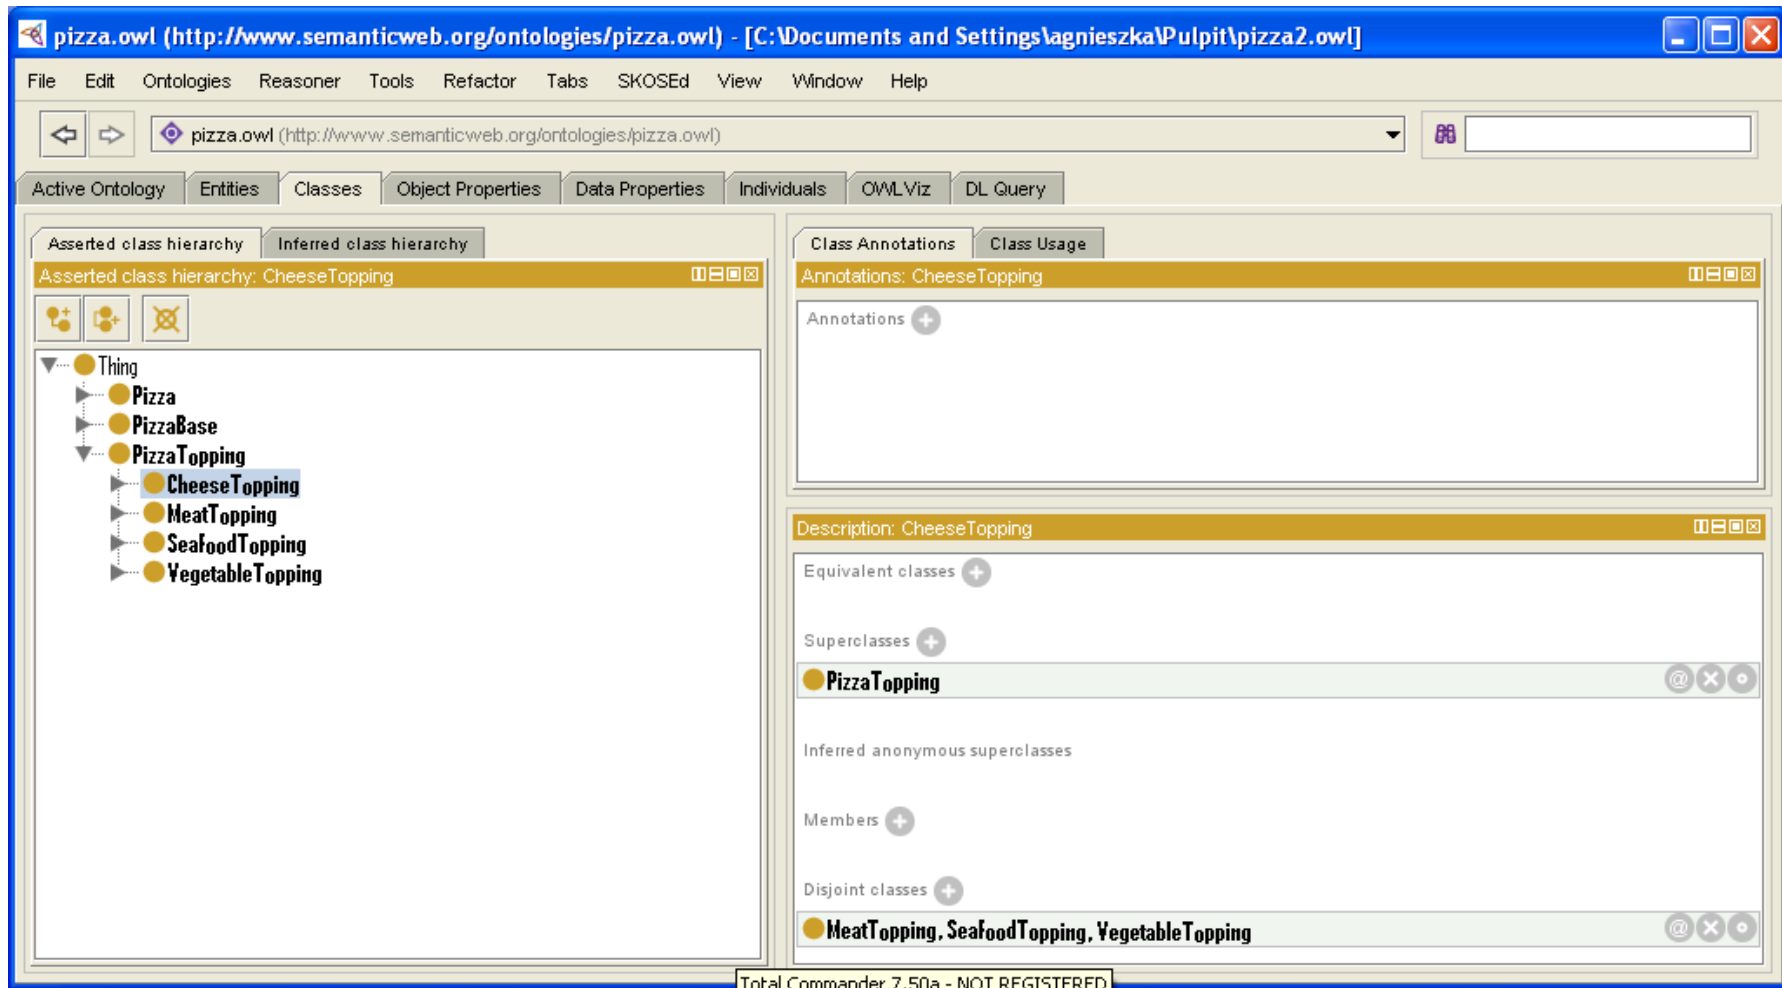 pizza.owl (http://www.semanticweb.org/ontologies/pizza.owl) - [C:\Documents and Settings\agnieszka\Pulpit\pizza2.owl]
File Edit Ontologies Reasoner Tools Refactor Tabs SKOSEd View Window Help
pizza.owl (http://www.semanticweb.org/ontologies/pizza.owl)
Active Ontology Entities Classes Object Properties Data Properties Individuals OWLViz DL Query
Asserted class hierarchy Inferred class hierarchy
Asserted class hierarchy: CheeseTopping
Thing
Pizza
PizzaBase
PizzaTopping
CheeseTopping
MeatTopping
SeafoodTopping
VegetableTopping
Class Annotations Class Usage
Annotations: CheeseTopping
Annotations
Description: CheeseTopping
Equivalent classes
Superclasses
PizzaTopping
Inferred anonymous superclasses
Members
Disjoint classes
MeatTopping, SeafoodTopping, VegetableTopping
Total Commander 7.50a - NOT REGISTERED